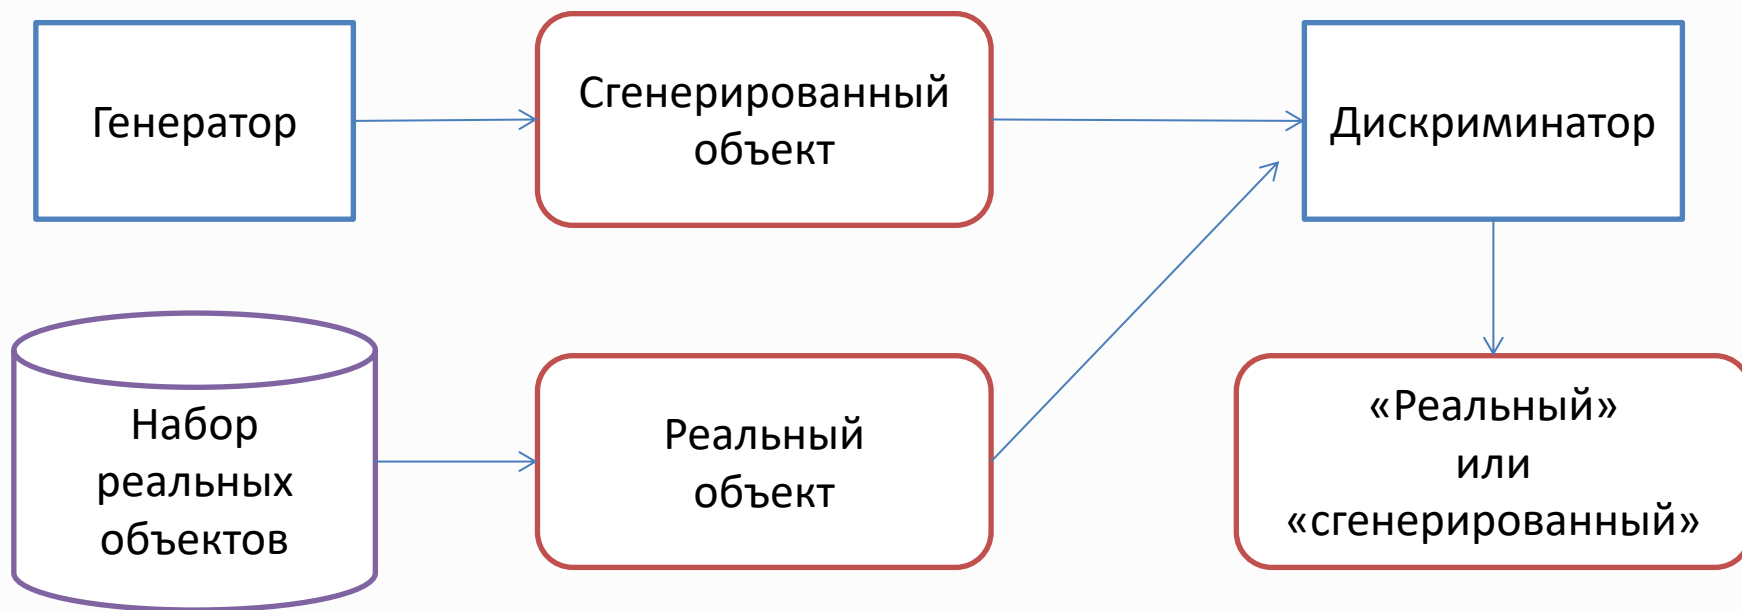 Генератор
Сгенерированный
объект
Дискриминатор
Набор
реальных
объектов
Реальный
объект
«Реальный»
или
«сгенерированный»